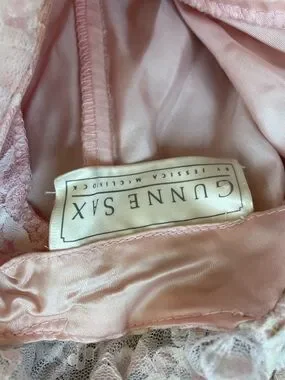 GUNNE SAX
BY JESSICA McCLINTOCK